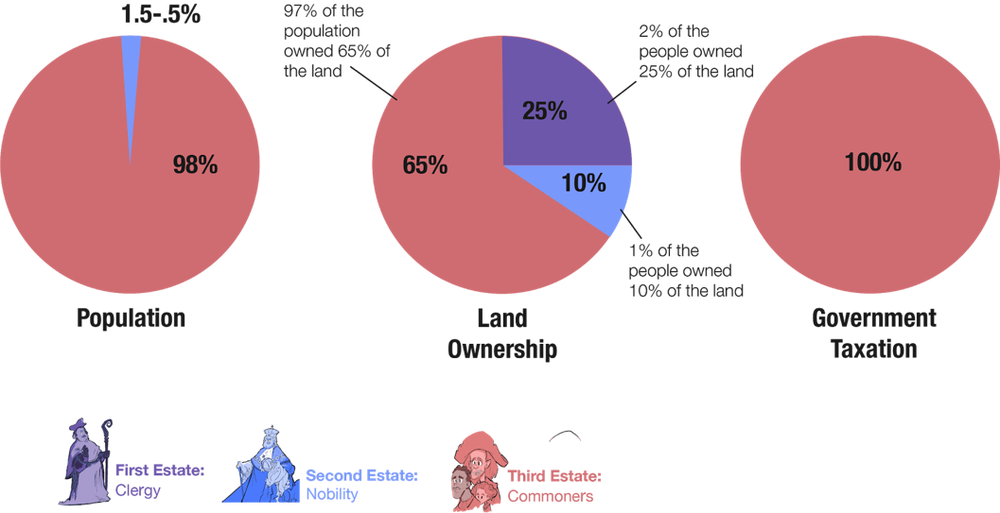 1.5-.5%
98%
Population
97% of the
population
owned 65% of
the land
2% of the
people owned
25% of the land
25%
65%
10%
1% of the
people owned
10% of the land
Land
Ownership
100%
Government
Taxation
First Estate:
Clergy
Second Estate:
Nobility
Third Estate:
Commoners